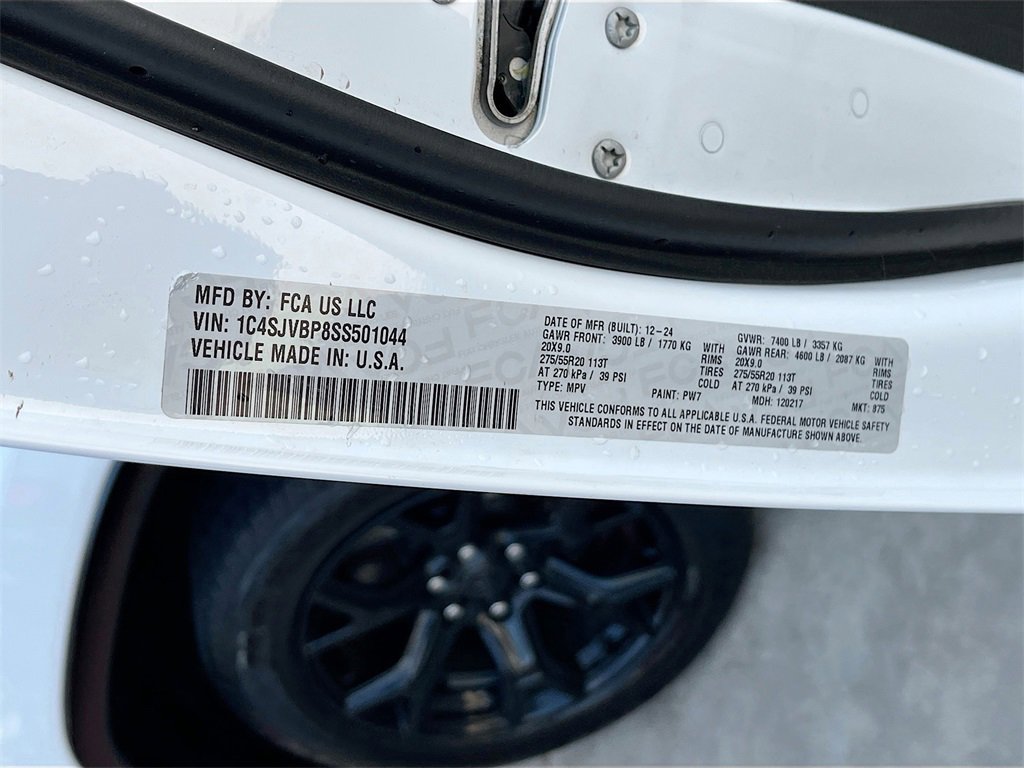 MFD BY: FCA US LLC
VIN: 1C4SJVBP8SS501044
VEHICLE MADE IN: U.S.A.
DATE OF MFR (BUILT): 12-24
GAWR FRONT: 3900 LB / 1770 KG WITH
20X9.0 RIMS
275/55R20 113T TIRES
AT 270 kPa / 39 PSI COLD
TYPE: MPV PAINT: PW7
GVWR: 7400 LB / 3357 KG
GAWR REAR: 4600 LB / 2087 KG WITH
20X9.0 RIMS
275/55R20 113T TIRES
AT 270 kPa / 39 PSI COLD
MDH: 120217 MKT: 975
THIS VEHICLE CONFORMS TO ALL APPLICABLE U.S.A. FEDERAL MOTOR VEHICLE SAFETY
STANDARDS IN EFFECT ON THE DATE OF MANUFACTURE SHOWN ABOVE.